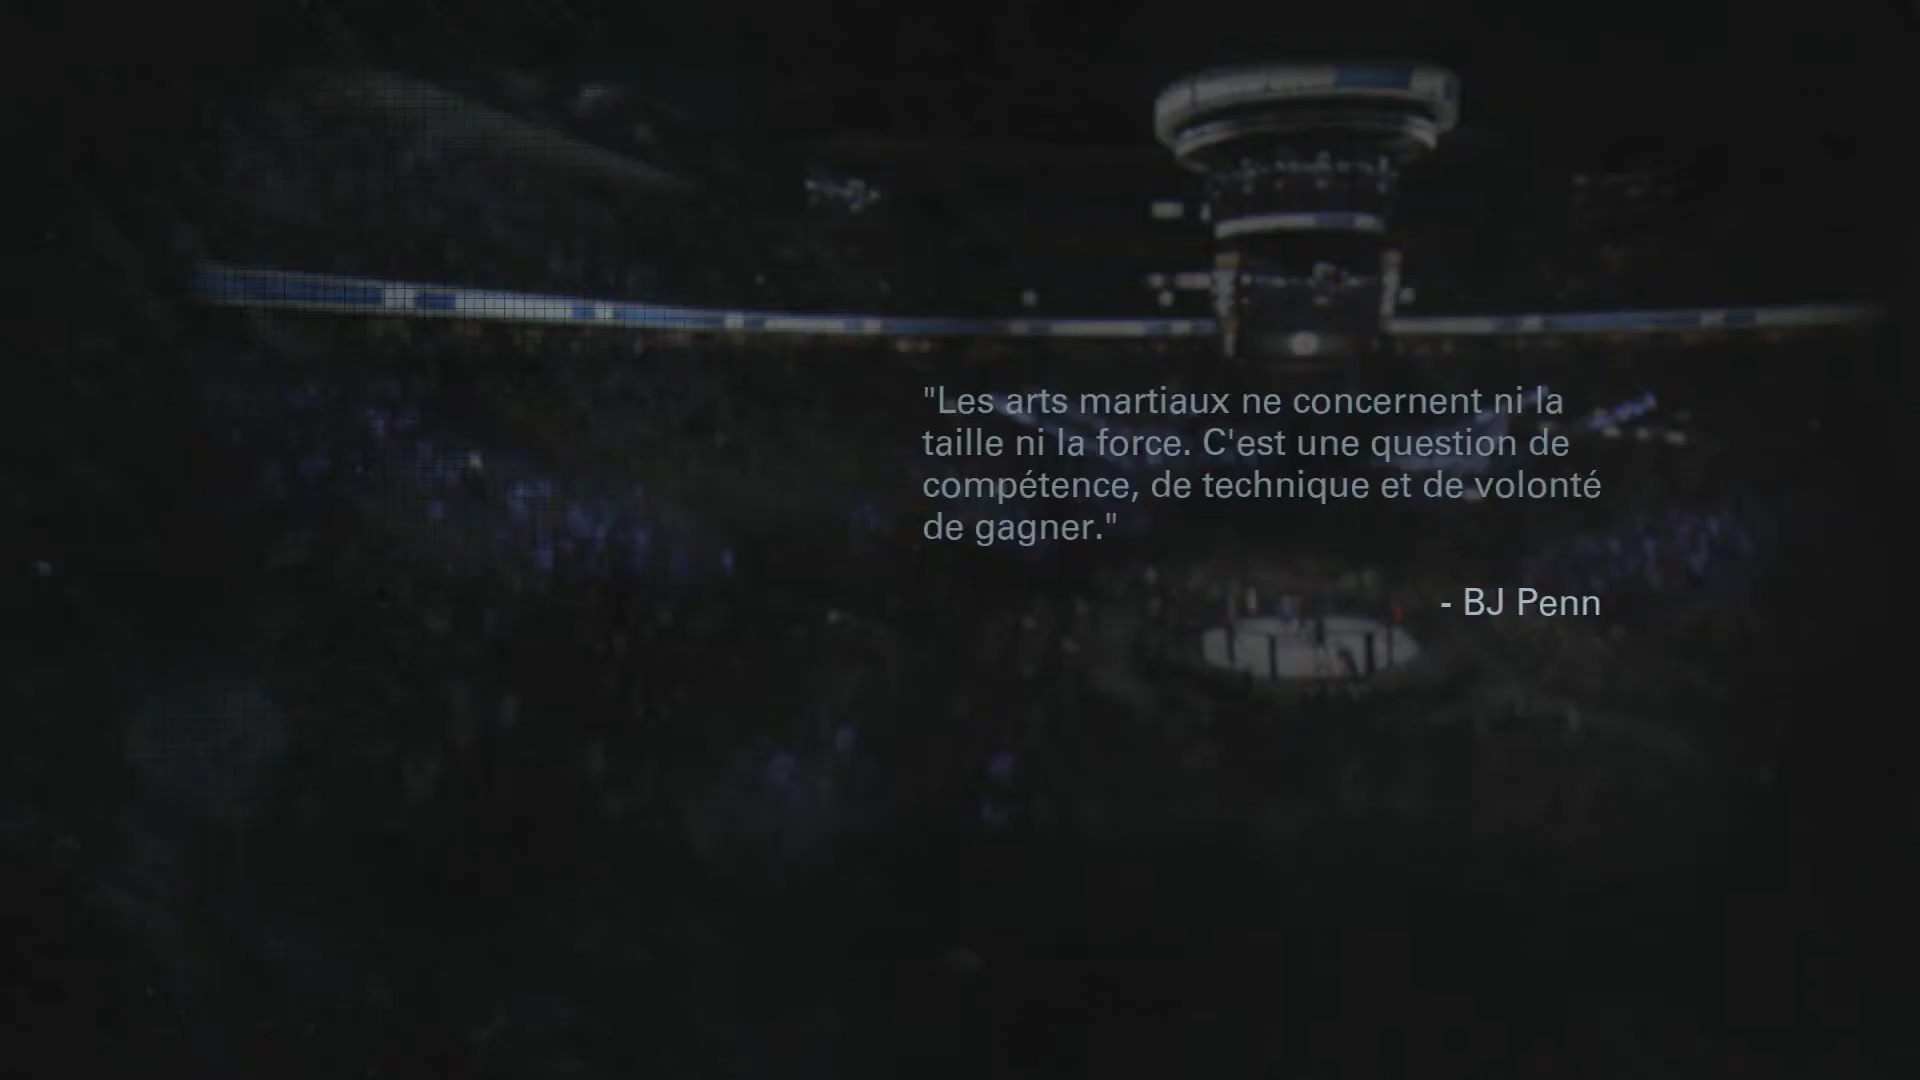 "Les arts martiaux ne concernent ni la
taille ni la force. C'est une question de
compétence, de technique et de volonté
de gagner."
- BJ Penn